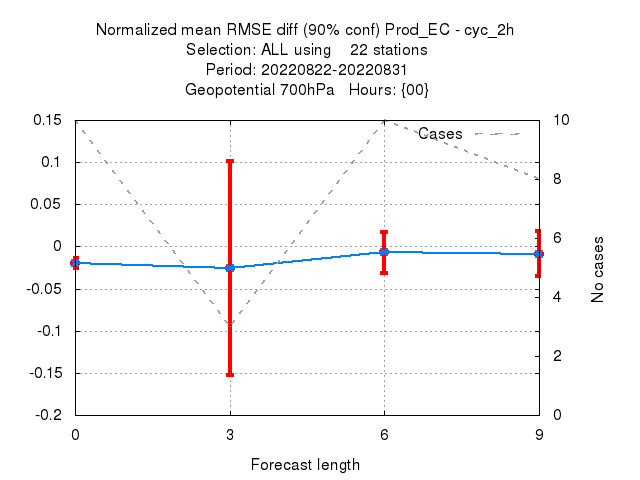 Normalized mean RMSE diff (90% conf) Prod_EC - cyc_2h
Selection: ALL using 22 stations
Period: 20220822-20220831
Geopotential 700hPa Hours: {00}
Cases
0.15
0.1
0.05
0
-0.05
-0.1
-0.15
-0.2
10
8
6
4
2
0
No cases
0 3 6 9
Forecast length